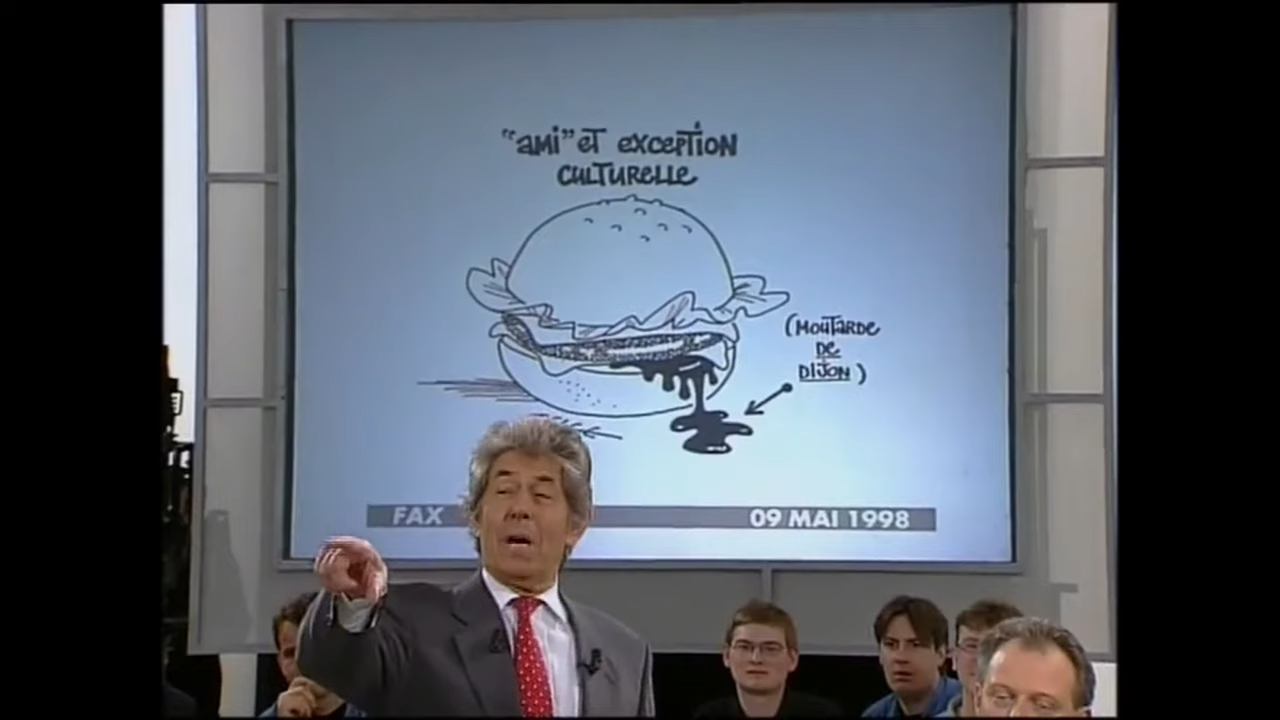 "ami" et exception
culturelle
(Moutarde
de
Dijon)
FAX
09 MAI 1998